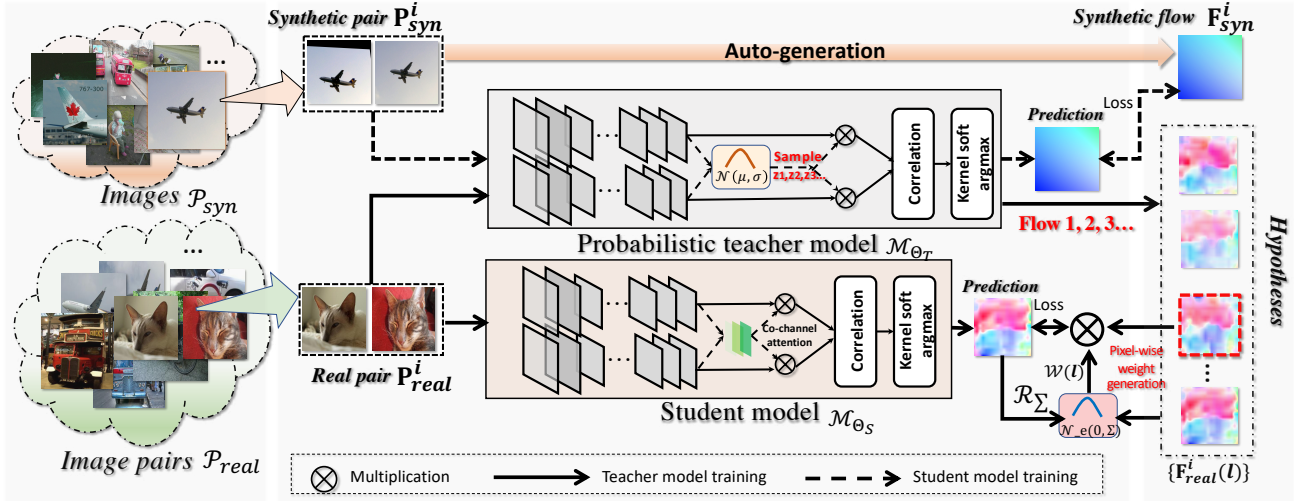 Synthetic pair P^i_syn
Synthetic flow F^i_syn
Auto-generation
...
767-300
Images 𝒫_syn
𝒩(μ, σ)
Sample
z1,z2,z3...
Correlation
Kernel soft
argmax
Prediction
Loss
Probabilistic teacher model ℳ_Θ_T
Flow 1, 2, 3…
Hypotheses
...
Image pairs 𝒫_real
Real pair P^i_real
Co-channel
attention
Correlation
Kernel soft
argmax
Student model ℳ_Θ_S
Prediction
Loss
Pixel-wise
weight
generation
𝒲(l)
ℛ_Σ
𝒩_e(0, Σ)
...
{F^i_real(l)}
Multiplication
Teacher model training
Student model training